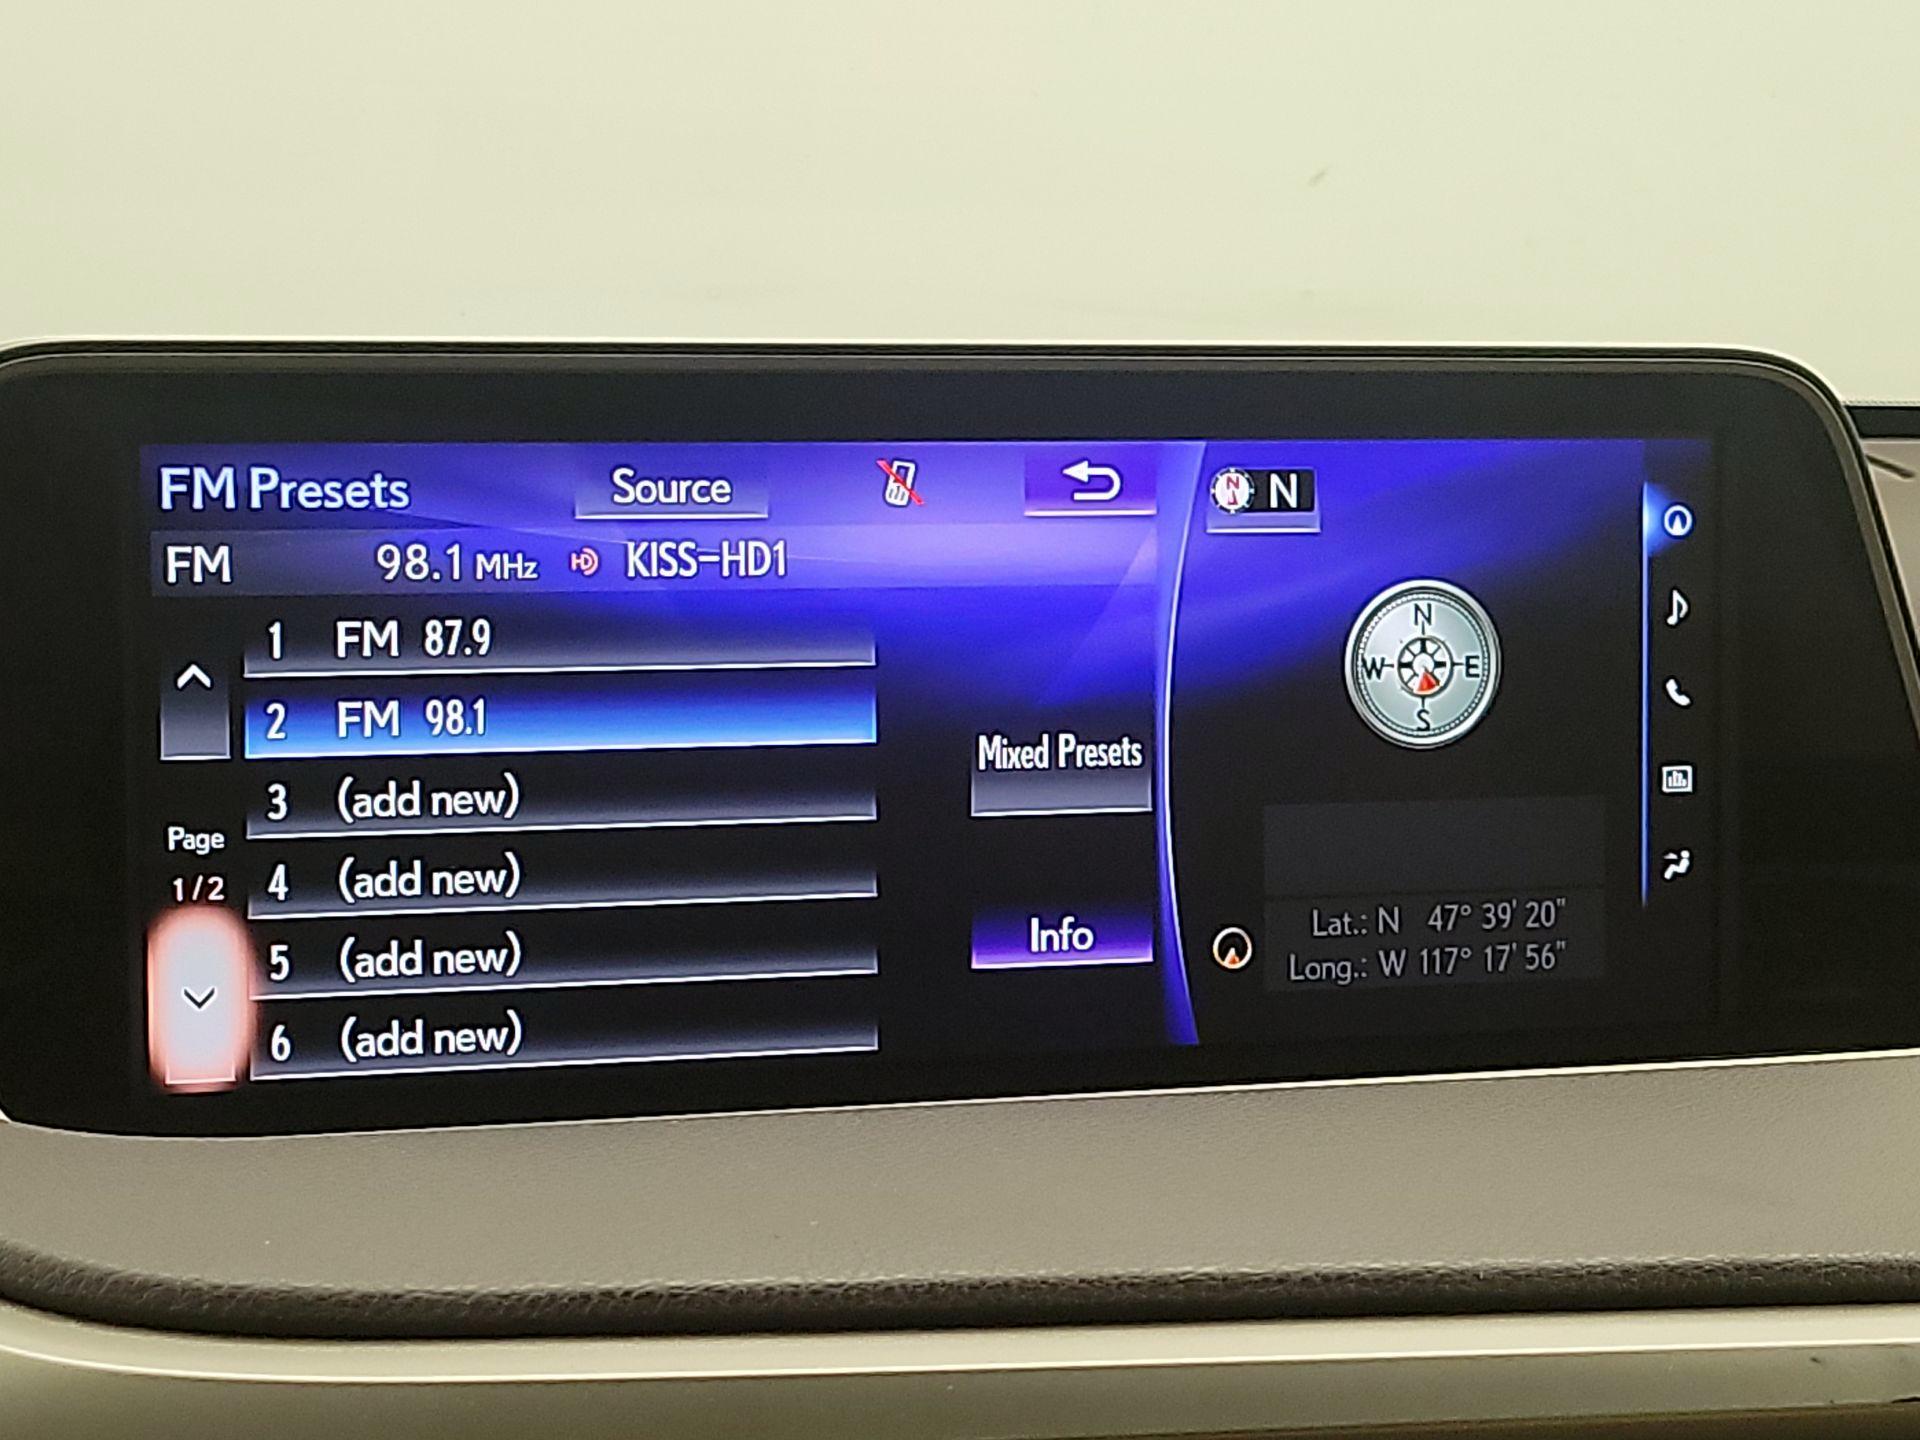 FM Presets
Source
N
N
FM 98.1 MHz HD KISS-HD1
1 FM 87.9
2 FM 98.1
3 (add new)
4 (add new)
5 (add new)
6 (add new)
Page
1/2
Mixed Presets
Info
N
W E
S
Lat.: N 47° 39' 20"
Long.: W 117° 17' 56"